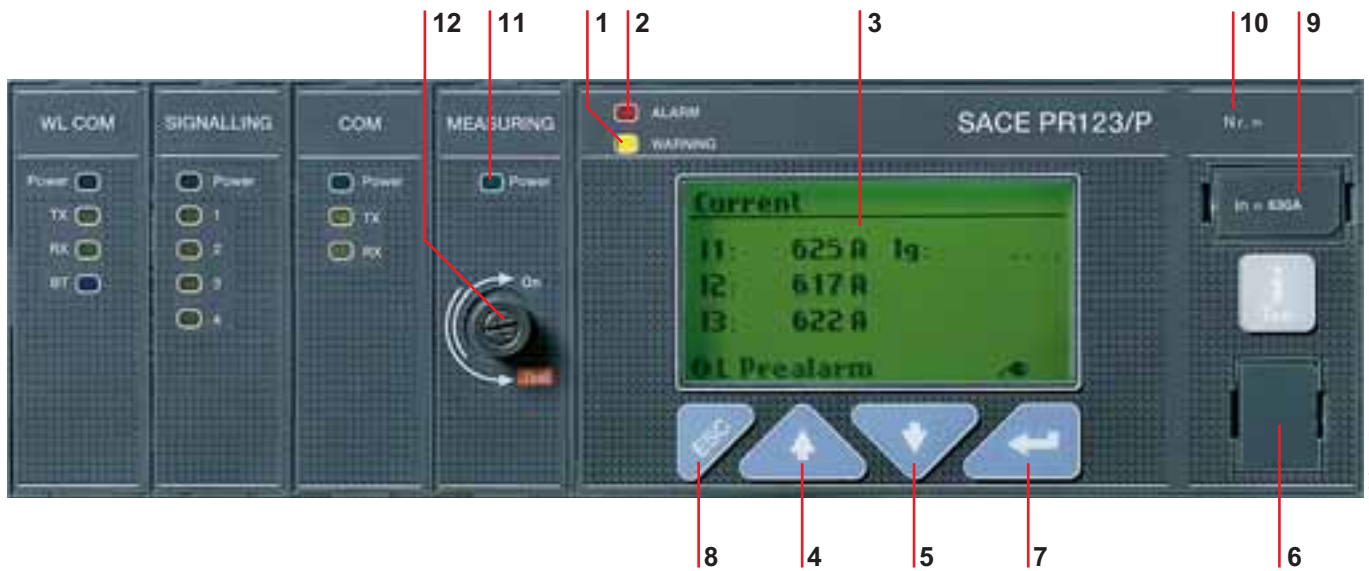 12 11 1 2 3 10 9
WL COM
Power
TX
RX
BT
SIGNALLING
Power
1
2
3
4
COM
Power
TX
RX
MEASURING
Power
On
Test
ALARM
WARNING
SACE PR123/P
Current
I1: 625 A Ig: ....
I2: 617 A
I3: 622 A
L Prealarm
ESC
In = 630A
Test
8 4 5 7 6